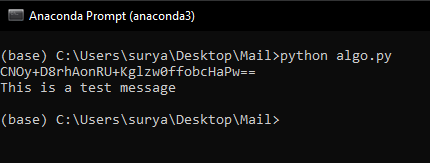 Anaconda Prompt (anaconda3)
(base) C:\Users\surya\Desktop\Mail>python algo.py
CNOy+D8rhAonRU+Kglzw0ffobcHaPw==
This is a test message
(base) C:\Users\surya\Desktop\Mail>